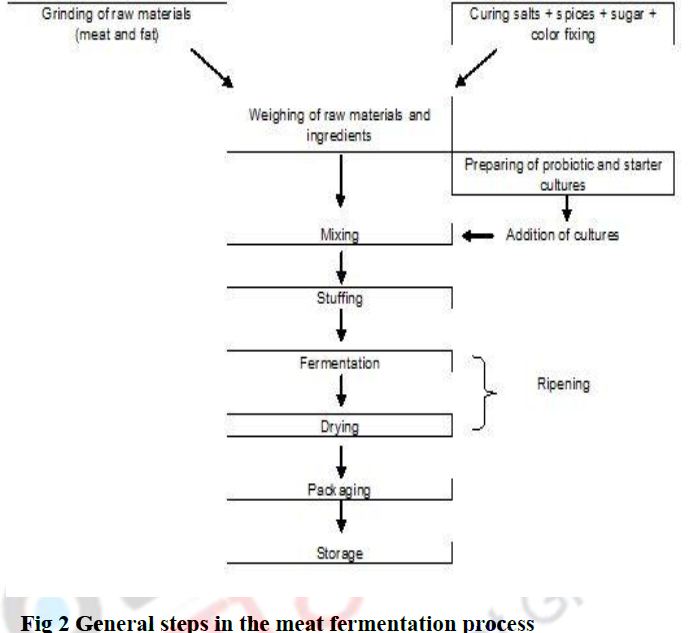 Grinding of raw materials
(meat and fat)
Curing salts + spices + sugar +
color fixing
Weighing of raw materials and
ingredients
Preparing of probiotic and starter
cultures
Mixing
Addition of cultures
Stuffing
Fermentation
Ripening
Drying
Packaging
Storage
Fig 2 General steps in the meat fermentation process